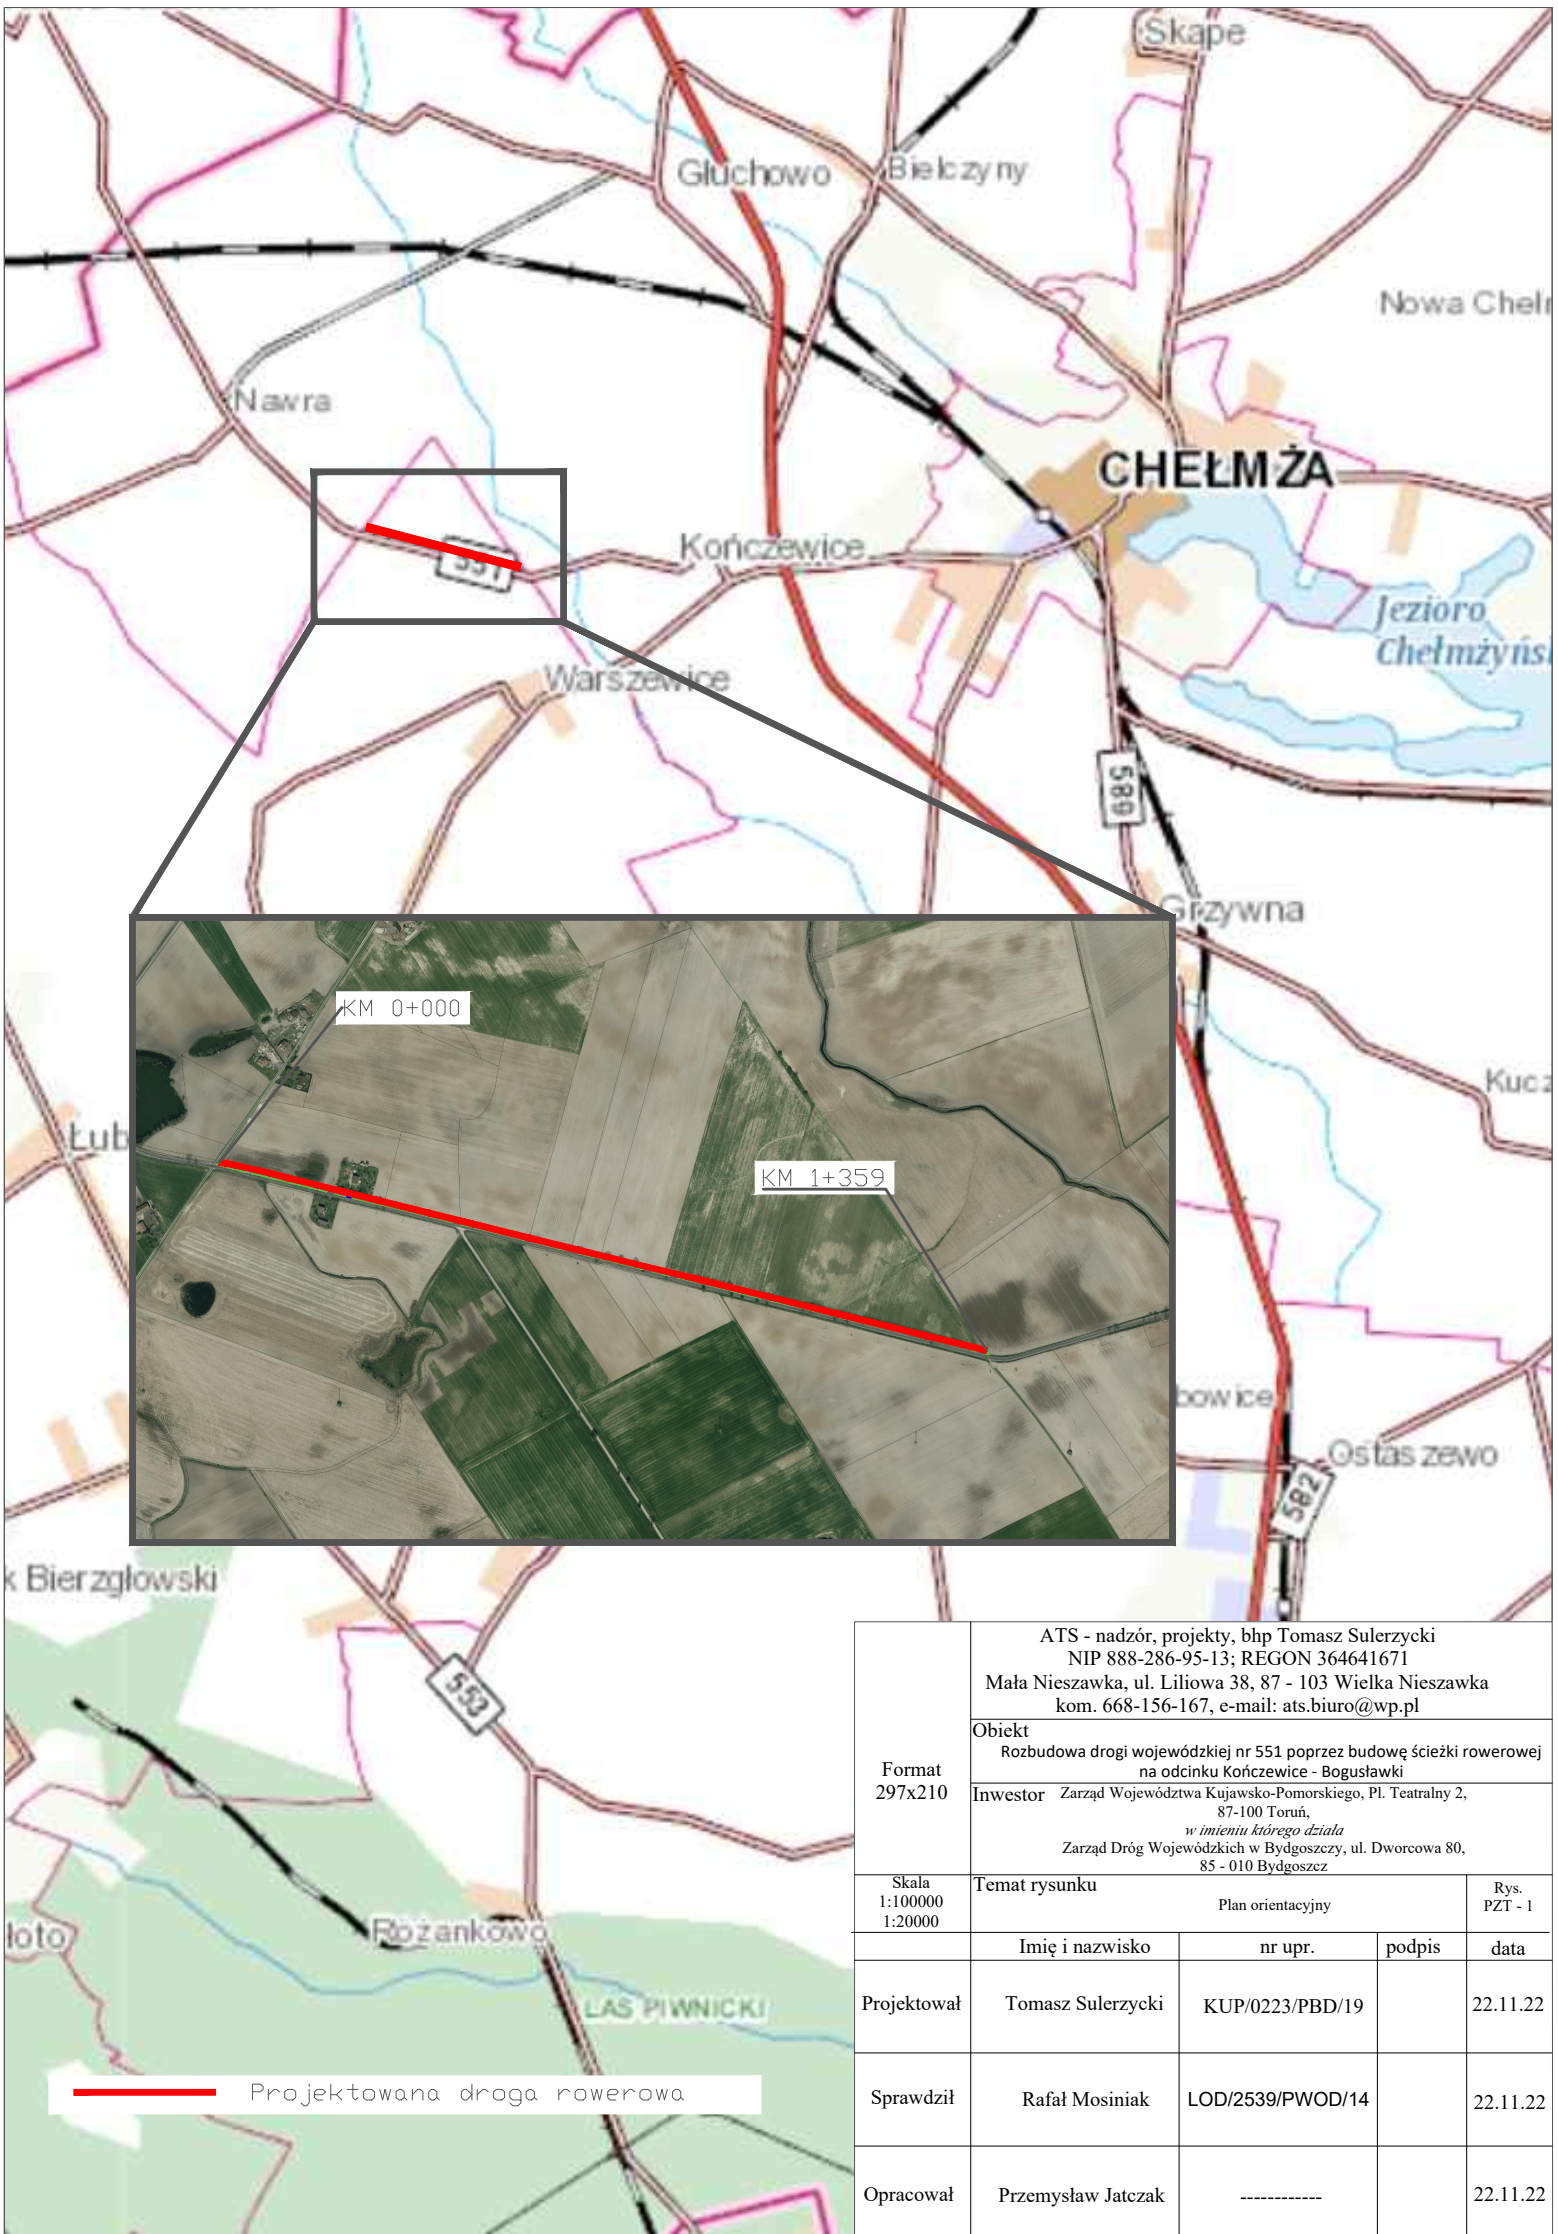 Skape
Głuchowo
Bielczyny
Nowa Chełm
Nawra
CHEŁMŻA
Kończewice
551
Jezioro
Chełmżyńs
Warszewice
589
Grzywna
KM 0+000
Kucz
Łub
KM 1+359
bowice
Ostaszewo
582
k Bierzgłowski
553
Różankowo
łoto
LAS PIWNICKI
Projektowana droga rowerowa
ATS - nadzór, projekty, bhp Tomasz Sulerzycki
NIP 888-286-95-13; REGON 364641671
Mała Nieszawka, ul. Liliowa 38, 87 - 103 Wielka Nieszawka
kom. 668-156-167, e-mail: ats.biuro@wp.pl
Format
297x210
Obiekt
Rozbudowa drogi wojewódzkiej nr 551 poprzez budowę ścieżki rowerowej
na odcinku Kończewice - Bogusławki
Inwestor Zarząd Województwa Kujawsko-Pomorskiego, Pl. Teatralny 2,
87-100 Toruń,
w imieniu którego działa
Zarząd Dróg Wojewódzkich w Bydgoszczy, ul. Dworcowa 80,
85 - 010 Bydgoszcz
Skala
1:100000
1:20000
Temat rysunku
Plan orientacyjny
Rys.
PZT - 1
Imię i nazwisko nr upr. podpis data
Projektował Tomasz Sulerzycki KUP/0223/PBD/19 22.11.22
Sprawdził Rafał Mosiniak LOD/2539/PWOD/14 22.11.22
Opracował Przemysław Jatczak ------------ 22.11.22